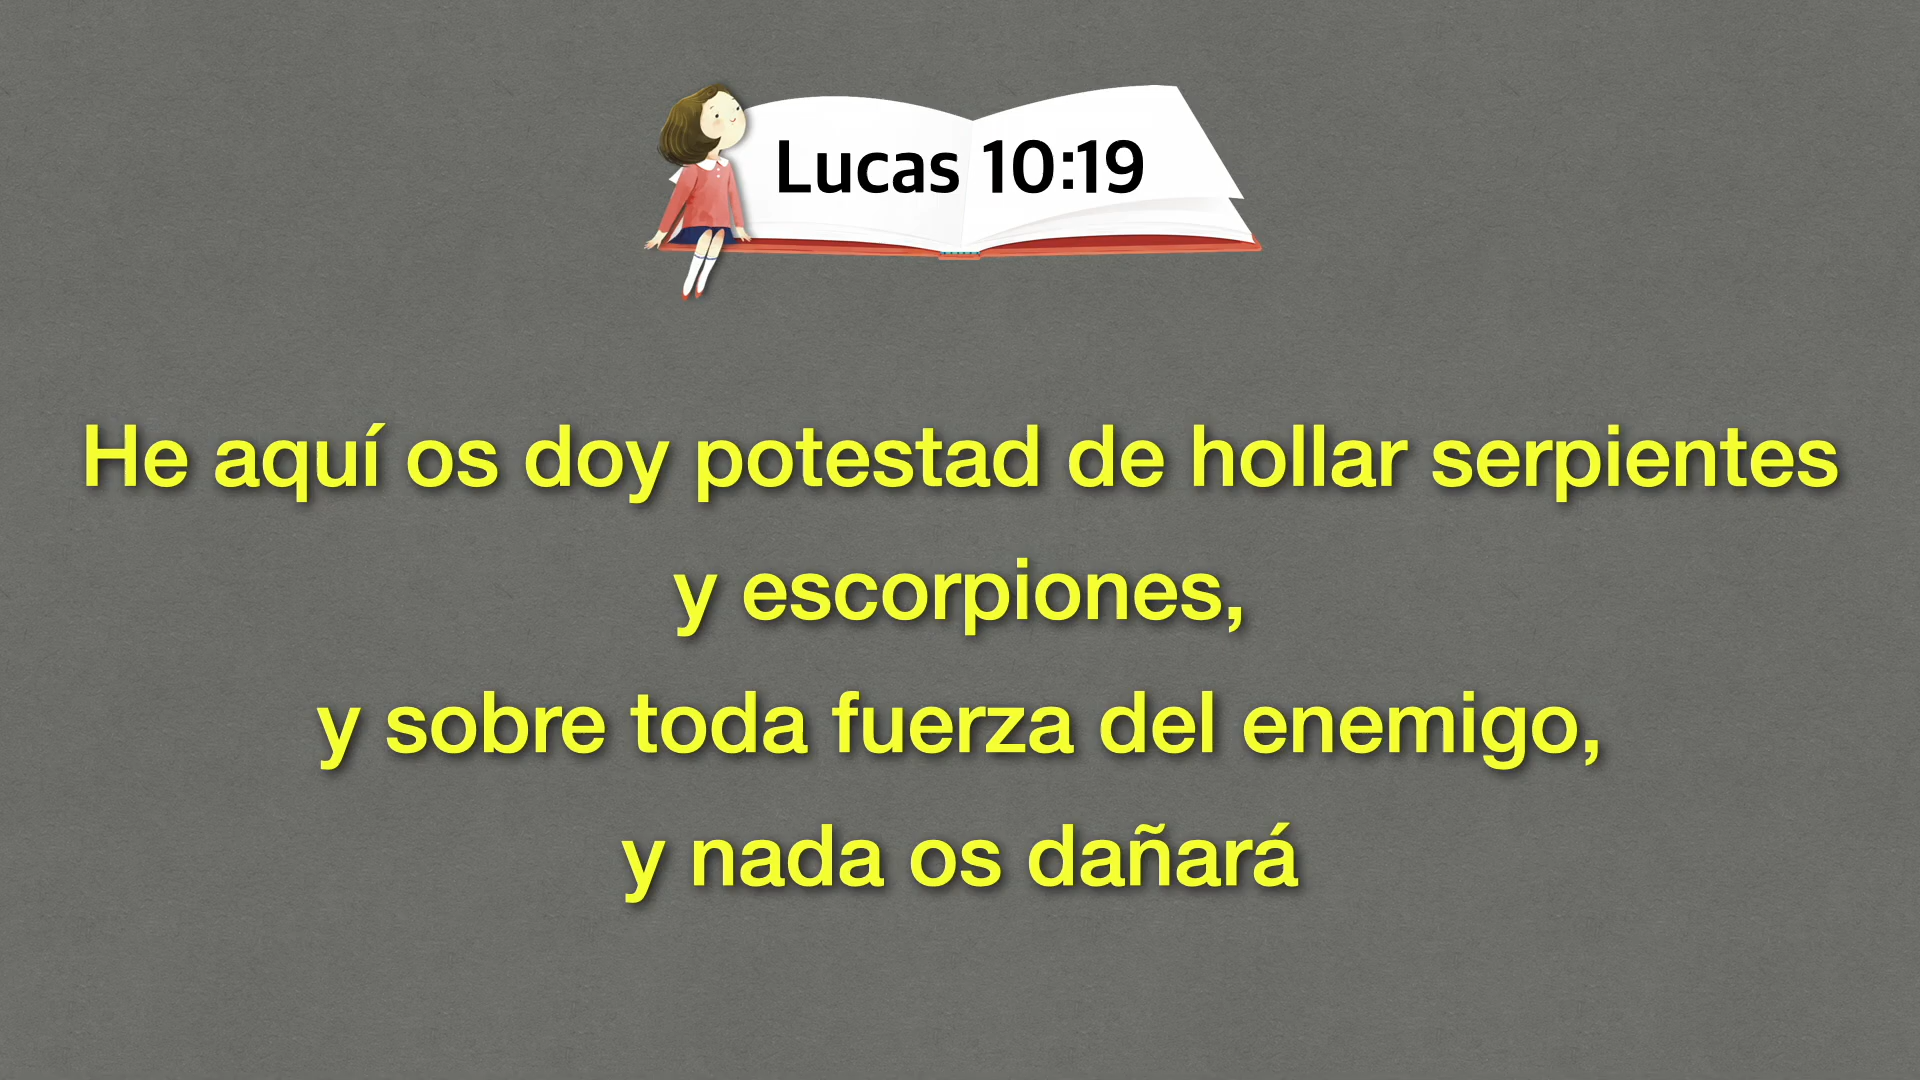 Lucas 10:19
He aquí os doy potestad de hollar serpientes
y escorpiones,
y sobre toda fuerza del enemigo,
y nada os dañará